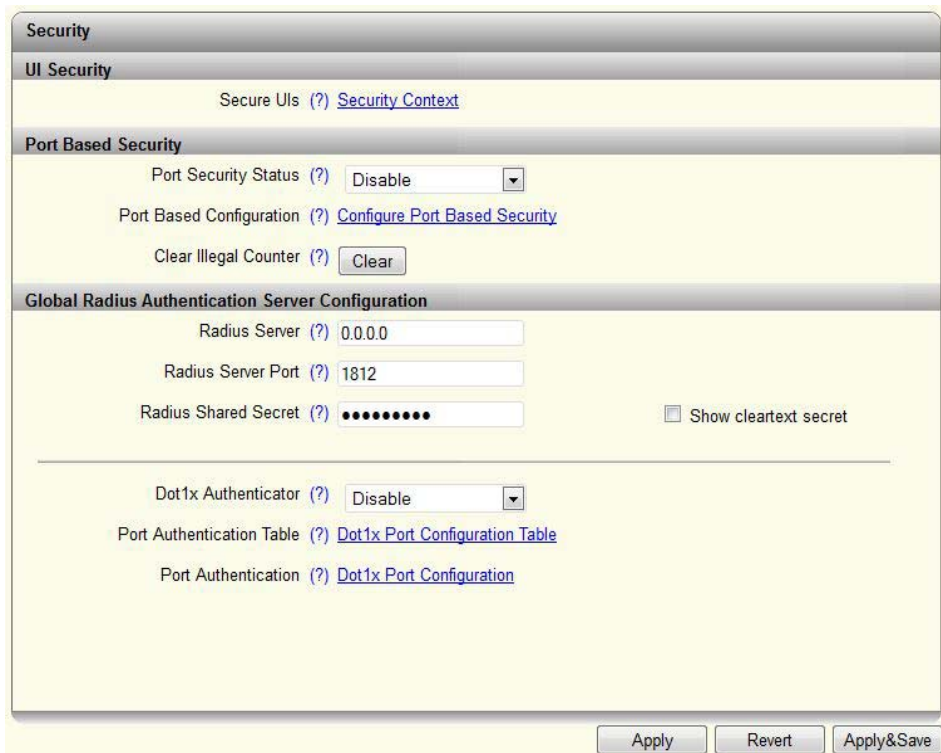 Security
UI Security
Secure UIs (?) Security Context
Port Based Security
Port Security Status (?) Disable
Port Based Configuration (?) Configure Port Based Security
Clear Illegal Counter (?) Clear
Global Radius Authentication Server Configuration
Radius Server (?) 0.0.0.0
Radius Server Port (?) 1812
Radius Shared Secret (?) ●●●●●●●●● Show cleartext secret
Dot1x Authenticator (?) Disable
Port Authentication Table (?) Dot1x Port Configuration Table
Port Authentication (?) Dot1x Port Configuration
Apply Revert Apply&Save